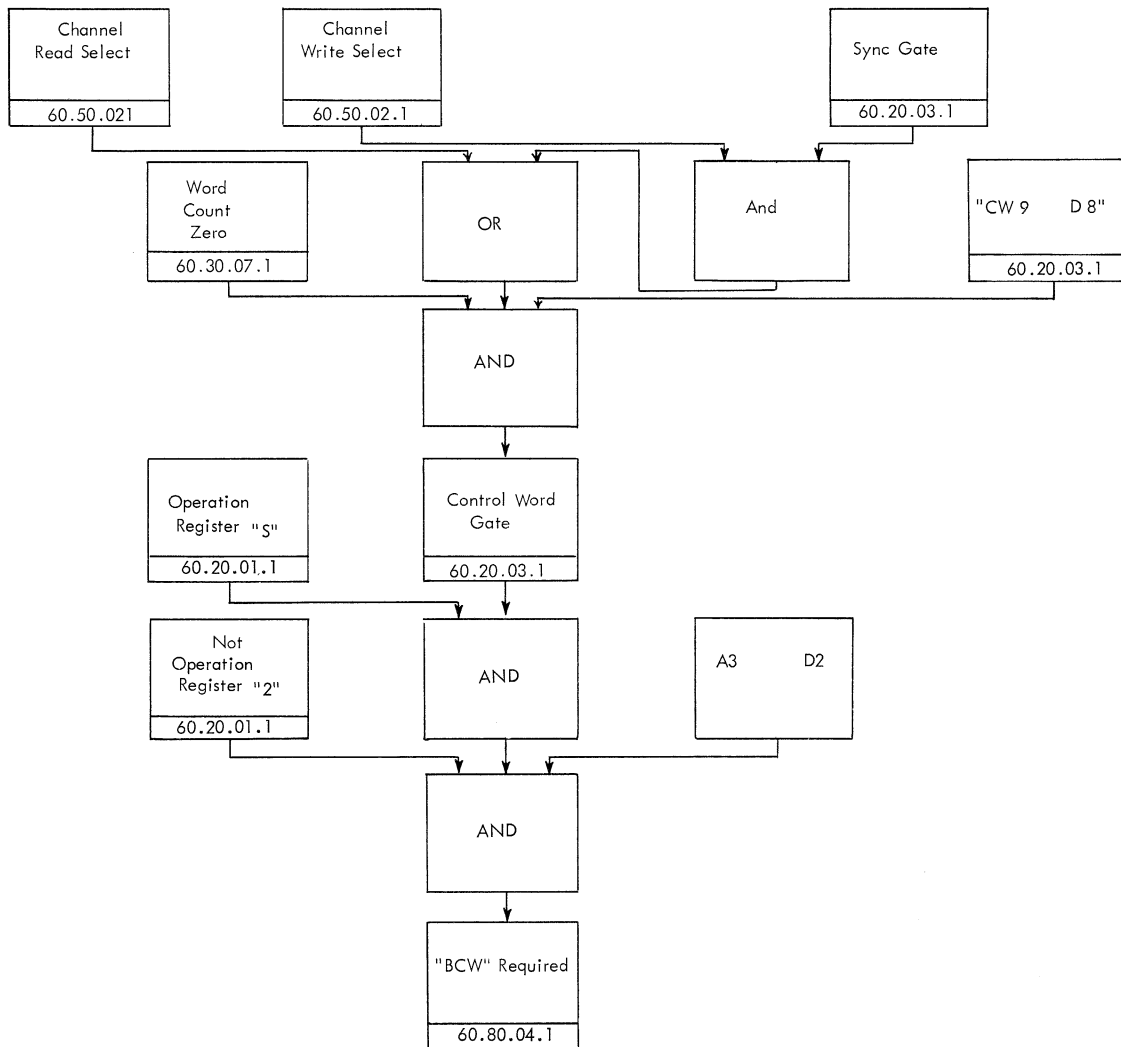 Channel
Read Select
60.50.021
Channel
Write Select
60.50.02.1
Sync Gate
60.20.03.1
Word
Count
Zero
60.30.07.1
OR
And
"CW 9 D 8"
60.20.03.1
AND
Operation
Register "S"
60.20.01.1
Control Word
Gate
60.20.03.1
Not
Operation
Register "2"
60.20.01.1
AND
A3 D2
AND
"BCW" Required
60.80.04.1